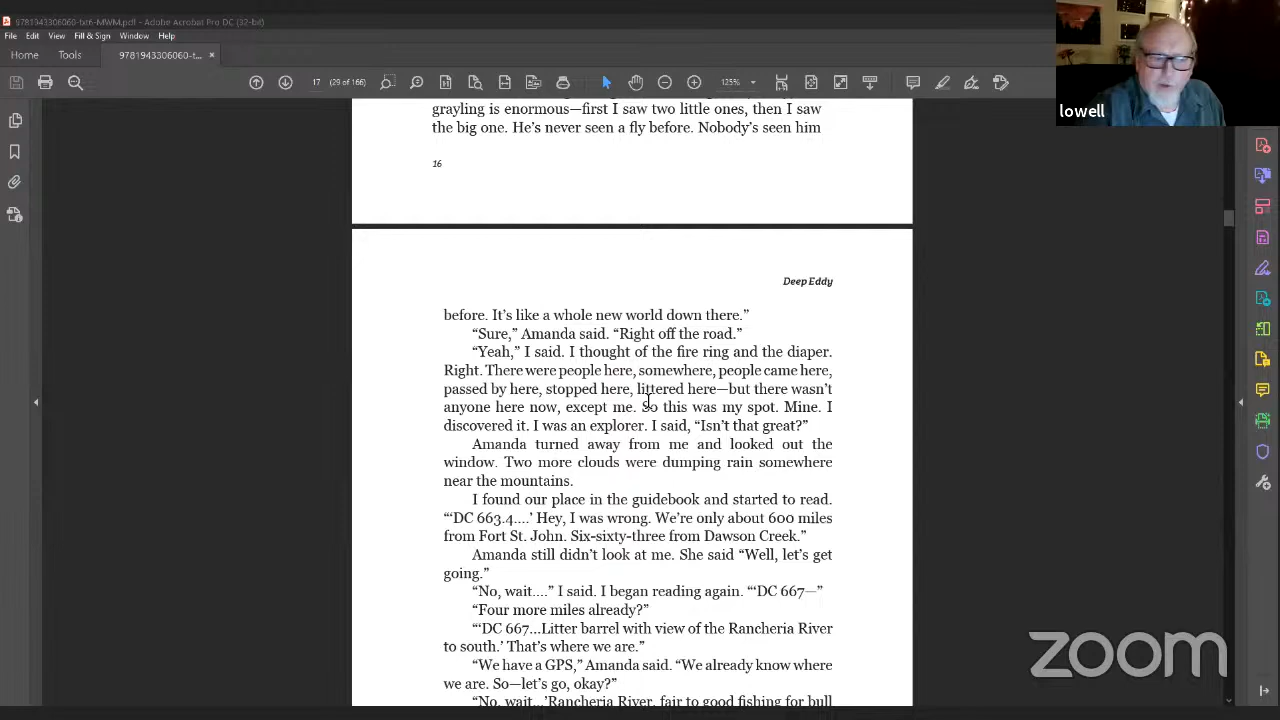 9781943306060-txt6-MWM.pdf - Adobe Acrobat Pro DC (32-bit)
File Edit View Fill & Sign Window Help
Home Tools 9781943306060-t... ×
17 (29 of 166) 125%
lowell
grayling is enormous—first I saw two little ones, then I saw
the big one. He's never seen a fly before. Nobody's seen him
16
Deep Eddy
before. It's like a whole new world down there.”
“Sure,” Amanda said. “Right off the road.”
“Yeah,” I said. I thought of the fire ring and the diaper.
Right. There were people here, somewhere, people came here,
passed by here, stopped here, littered here—but there wasn't
anyone here now, except me. So this was my spot. Mine. I
discovered it. I was an explorer. I said, “Isn't that great?”
Amanda turned away from me and looked out the
window. Two more clouds were dumping rain somewhere
near the mountains.
I found our place in the guidebook and started to read.
“‘DC 663.4....’ Hey, I was wrong. We're only about 600 miles
from Fort St. John. Six-sixty-three from Dawson Creek.”
Amanda still didn't look at me. She said “Well, let's get
going.”
“No, wait....” I said. I began reading again. “‘DC 667—”
“Four more miles already?”
“‘DC 667...Litter barrel with view of the Rancheria River
to south.’ That's where we are.”
“We have a GPS,” Amanda said. “We already know where
we are. So—let's go, okay?”
“No, wait...‘Rancheria River, fair to good fishing for bull
zoom